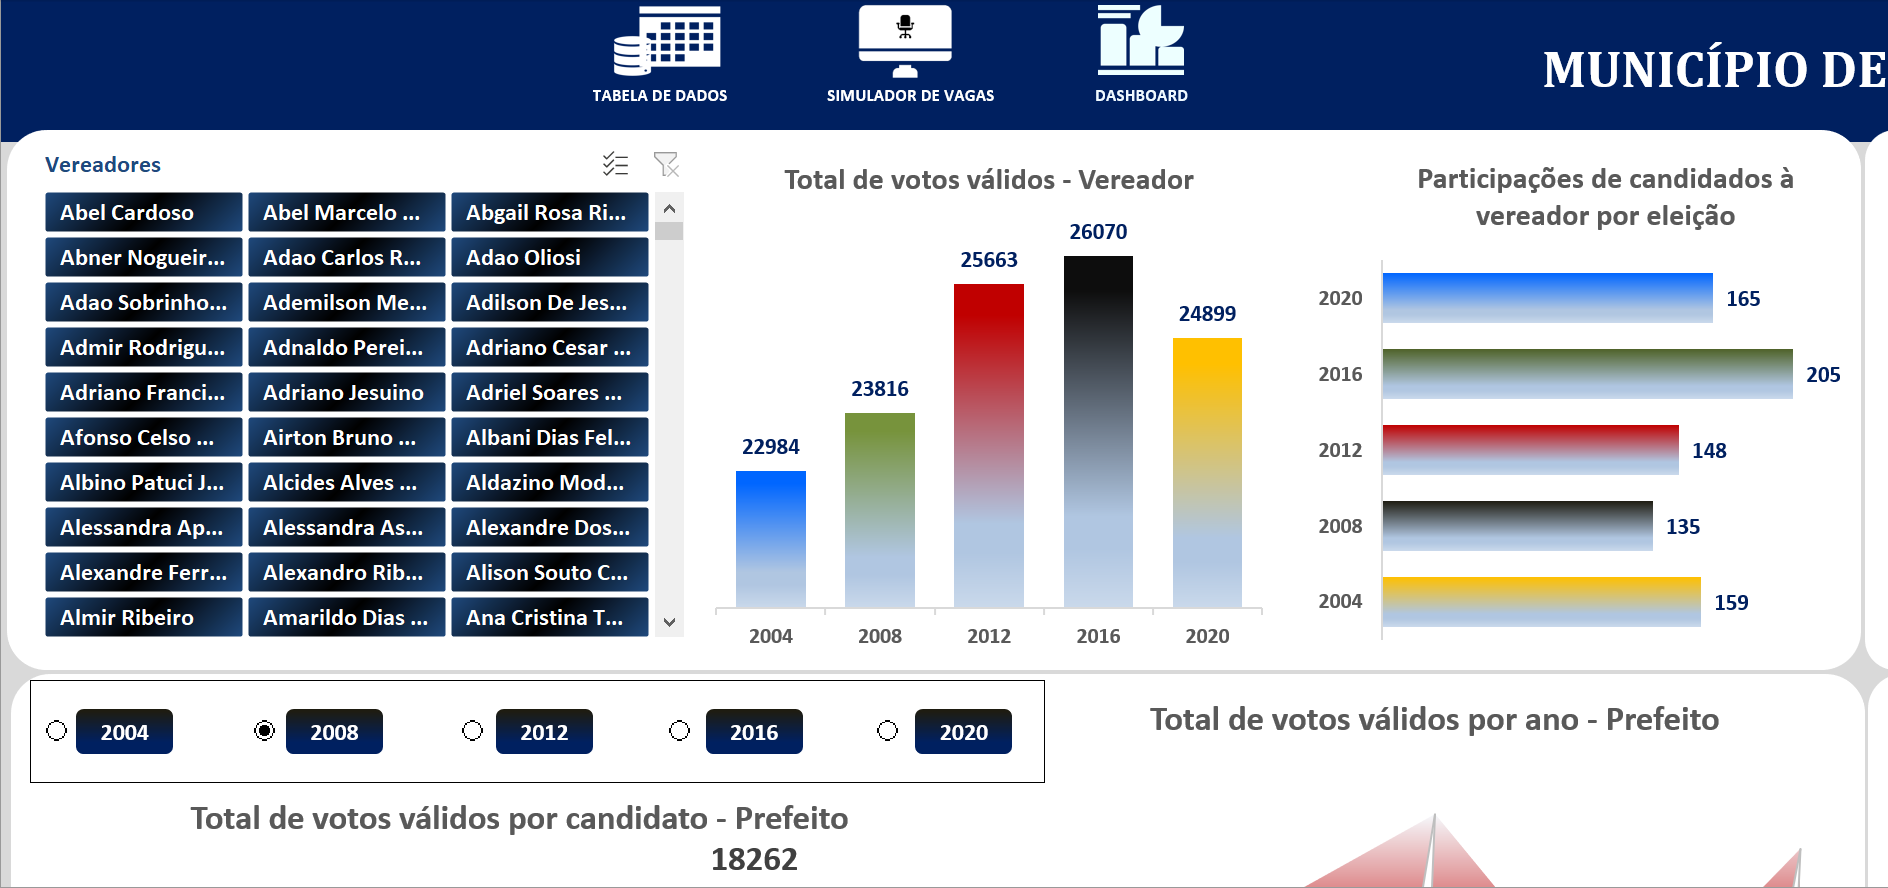 TABELA DE DADOS
SIMULADOR DE VAGAS
DASHBOARD
MUNICÍPIO DE
Vereadores
Abel Cardoso
Abel Marcelo ...
Abgail Rosa Ri...
Abner Nogueir...
Adao Carlos R...
Adao Oliosi
Adao Sobrinho...
Ademilson Me...
Adilson De Jes...
Admir Rodrigu...
Adnaldo Perei...
Adriano Cesar ...
Adriano Franci...
Adriano Jesuino
Adriel Soares ...
Afonso Celso ...
Airton Bruno ...
Albani Dias Fel...
Albino Patuci J...
Alcides Alves ...
Aldazino Mod...
Alessandra Ap...
Alessandra As...
Alexandre Dos...
Alexandre Ferr...
Alexandro Rib...
Alison Souto C...
Almir Ribeiro
Amarildo Dias ...
Ana Cristina T...
Total de votos válidos - Vereador
22984
23816
25663
26070
24899
2004
2008
2012
2016
2020
Participações de candidados à
vereador por eleição
2020
165
2016
205
2012
148
2008
135
2004
159
2004
2008
2012
2016
2020
Total de votos válidos por candidato - Prefeito
18262
Total de votos válidos por ano - Prefeito